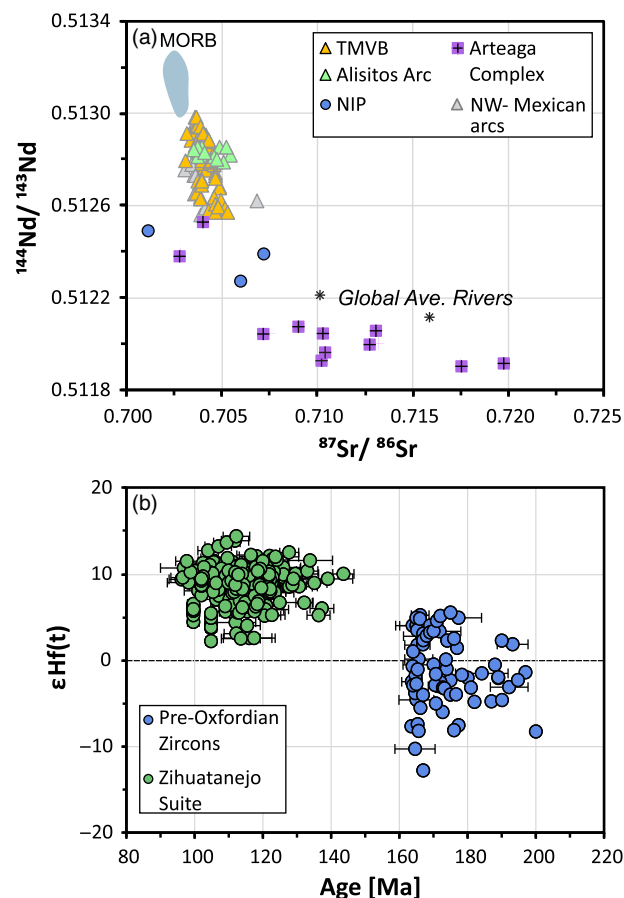 (a)
MORB
TMVB
Alisitos Arc
NIP
Arteaga
Complex
NW- Mexican
arcs
0.5134
0.5130
0.5126
0.5122
0.5118
¹⁴⁴Nd/ ¹⁴³Nd
Global Ave. Rivers
0.700
0.705
0.710
0.715
0.720
0.725
⁸⁷Sr/ ⁸⁶Sr
(b)
20
10
0
−10
−20
εHf(t)
Pre-Oxfordian
Zircons
Zihuatanejo
Suite
80
100
120
140
160
180
200
220
Age [Ma]